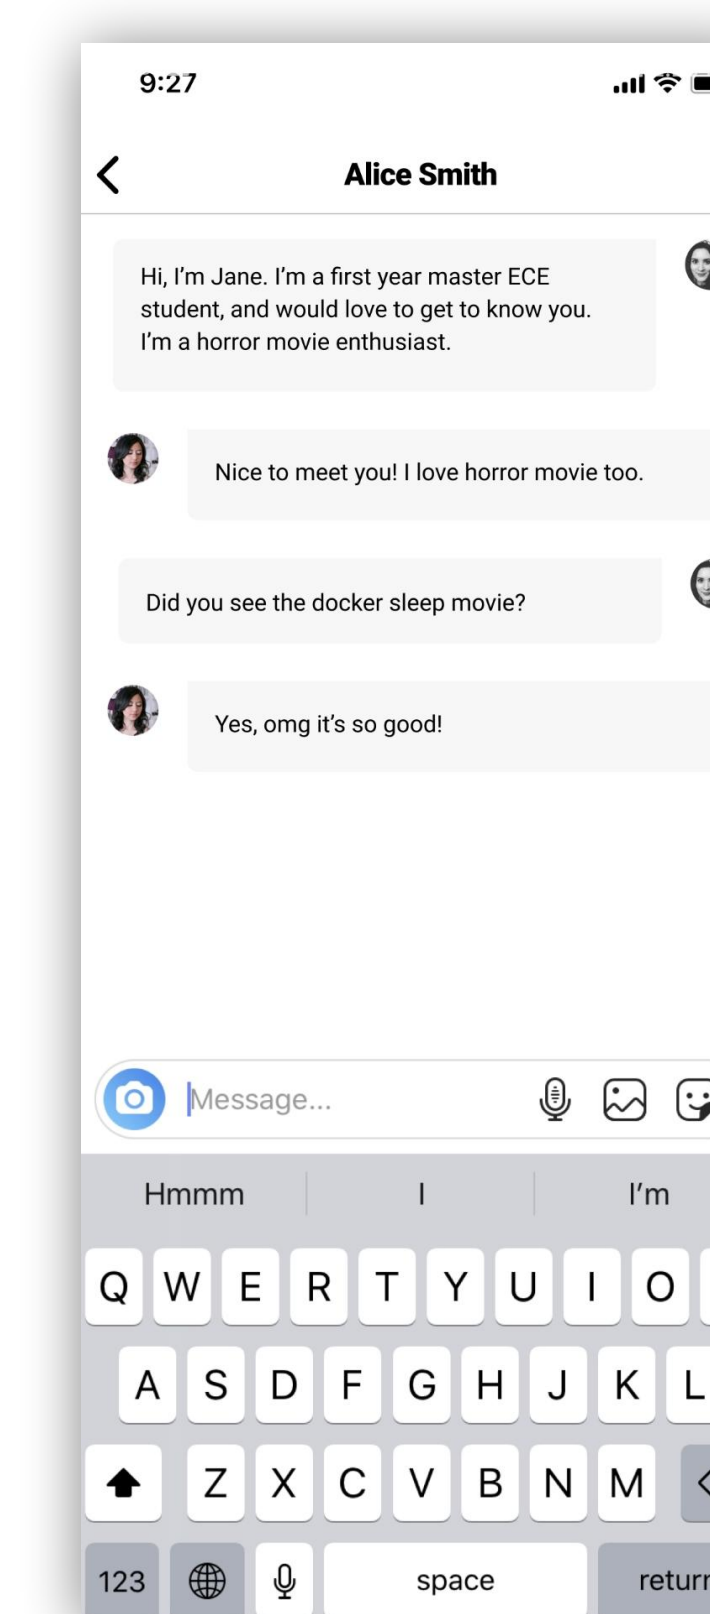 9:27
Alice Smith
Hi, I’m Jane. I’m a first year master ECE
student, and would love to get to know you.
I’m a horror movie enthusiast.
Nice to meet you! I love horror movie too.
Did you see the docker sleep movie?
Yes, omg it’s so good!
Message...
Hmmm I I’m
Q W E R T Y U I O
A S D F G H J K L
Z X C V B N M
123 space return